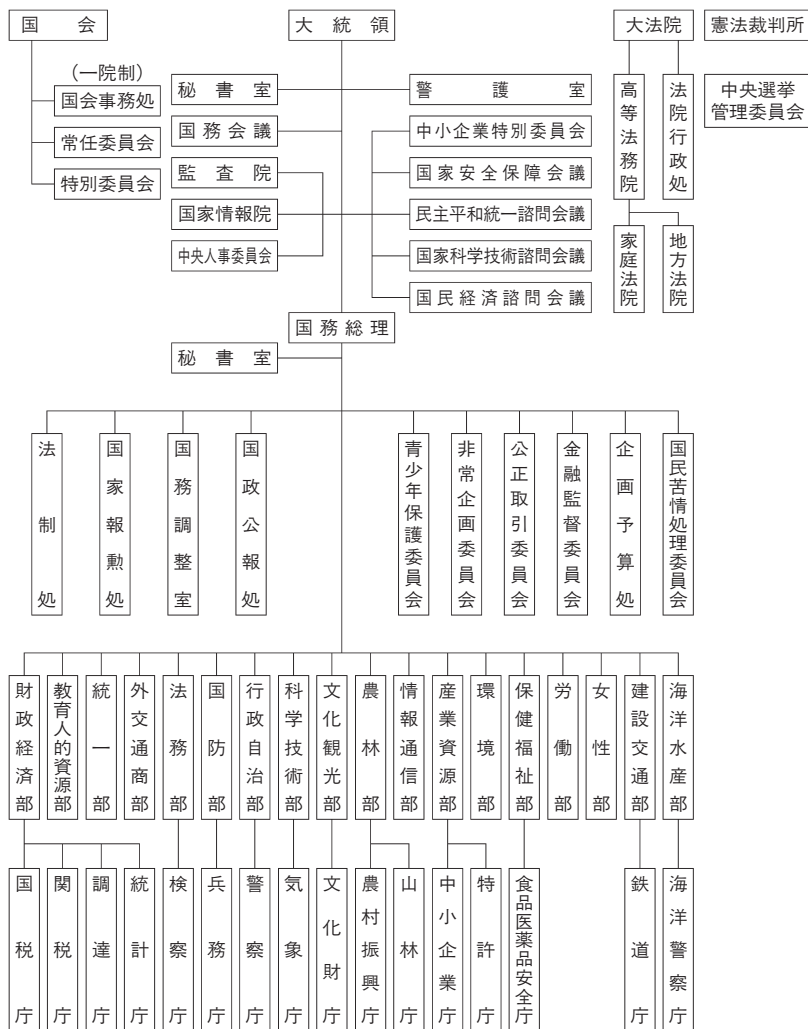 国会
大統領
大法院
憲法裁判所
(一院制)
国会事務処
常任委員会
特別委員会
秘書室
国務会議
監査院
国家情報院
中央人事委員会
警護室
中小企業特別委員会
国家安全保障会議
民主平和統一諮問会議
国家科学技術諮問会議
国民経済諮問会議
高等法務院
法院行政処
中央選挙
管理委員会
家庭法院
地方法院
国務総理
秘書室
法制処
国家報勲処
国務調整室
国政公報処
青少年保護委員会
非常企画委員会
公正取引委員会
金融監督委員会
企画予算処
国民苦情処理委員会
財政経済部
教育人的資源部
統一部
外交通商部
法務部
国防部
行政自治部
科学技術部
文化観光部
農林部
情報通信部
産業資源部
環境部
保健福祉部
労働部
女性部
建設交通部
海洋水産部
国税庁
関税庁
調達庁
統計庁
検察庁
兵務庁
警察庁
気象庁
文化財庁
農村振興庁
山林庁
中小企業庁
特許庁
食品医薬品安全庁
鉄道庁
海洋警察庁